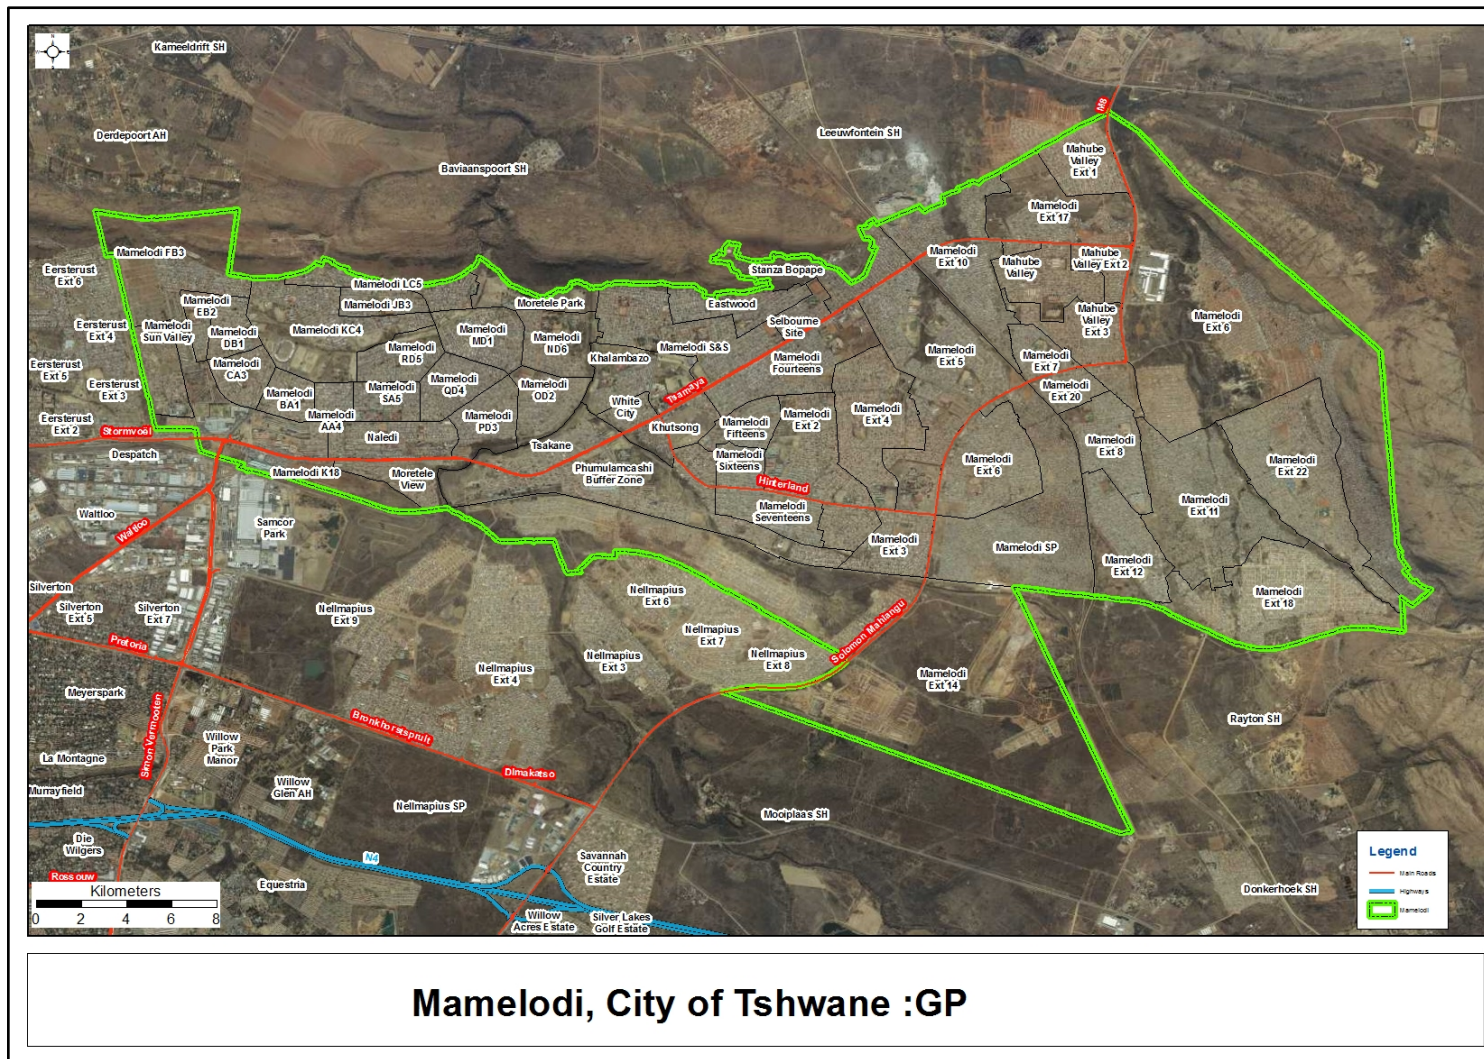 N
W E
S
Kameeldrift SH
Derdepoort AH
Baviaanspoort SH
Leeuwfontein SH
M8
Mahube
Valley
Ext 1
Mamelodi
Ext 17
Mamelodi FB3
Eersterust
Ext 6
Mamelodi LC5
Stanza Bopape
Mamelodi
Ext 10
Mahube
Valley
Mahube
Valley Ext 2
Mamelodi
EB2
Mamelodi JB3
Moretele Park
Eastwood
Mahube
Valley
Ext 3
Mamelodi
Ext 6
Eersterust
Ext 4
Mamelodi
Sun Valley
Mamelodi
DB1
Mamelodi KC4
Mamelodi
MD1
Mamelodi
ND6
Selbourne
Site
Mamelodi
RD5
Khalambazo
Mamelodi S&S
Mamelodi
Fourteens
Mamelodi
Ext 5
Mamelodi
Ext 7
Eersterust
Ext 5
Mamelodi
CA3
Eersterust
Ext 3
Mamelodi
BA1
Mamelodi
SA5
Mamelodi
QD4
Mamelodi
OD2
Tsamaya
Mamelodi
Ext 20
White
City
Eersterust
Ext 2
Stormvoël
Mamelodi
AA4
Naledi
Mamelodi
PD3
Khutsong
Mamelodi
Fifteens
Mamelodi
Ext 2
Mamelodi
Ext 4
Mamelodi
Ext 8
Despatch
Tsakane
Mamelodi K18
Moretele
View
Phumulamcashi
Buffer Zone
Mamelodi
Sixteens
Hinterland
Mamelodi
Ext 6
Mamelodi
Ext 22
Mamelodi
Ext 11
Waltloo
Waltloo
Samcor
Park
Mamelodi
Seventeens
Mamelodi
Ext 3
Mamelodi SP
Mamelodi
Ext 12
Silverton
Silverton
Ext 5
Silverton
Ext 7
Nellmapius
Ext 9
Nellmapius
Ext 6
Mamelodi
Ext 18
Pretoria
Nellmapius
Ext 7
Solomon Mahlangu
Nellmapius
Ext 4
Nellmapius
Ext 3
Nellmapius
Ext 8
Mamelodi
Ext 14
Meyerspark
Simon Vermooten
Bronkhorstspruit
Rayton SH
La Montagne
Willow
Park
Manor
Dimakatso
Murrayfield
Willow
Glen AH
Nellmapius SP
Mooiplaas SH
Die
Wilgers
N4
Savannah
Country
Estate
Rossouw
Equestria
Willow
Acres Estate
Silver Lakes
Golf Estate
Donkerhoek SH
Kilometers
0 2 4 6 8
Legend
Main Roads
Highways
Mamelodi
Mamelodi, City of Tshwane :GP